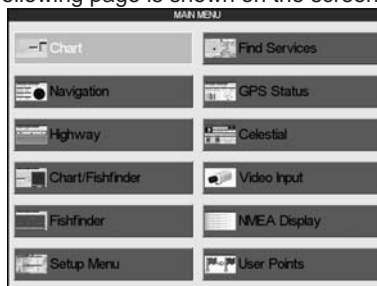 ollowing page is shown on the screen
MAIN MENU
Chart
Find Services
Navigation
GPS Status
Highway
Celestial
Chart/Fishfinder
Video Input
Fishfinder
NMEA Display
Setup Menu
User Points